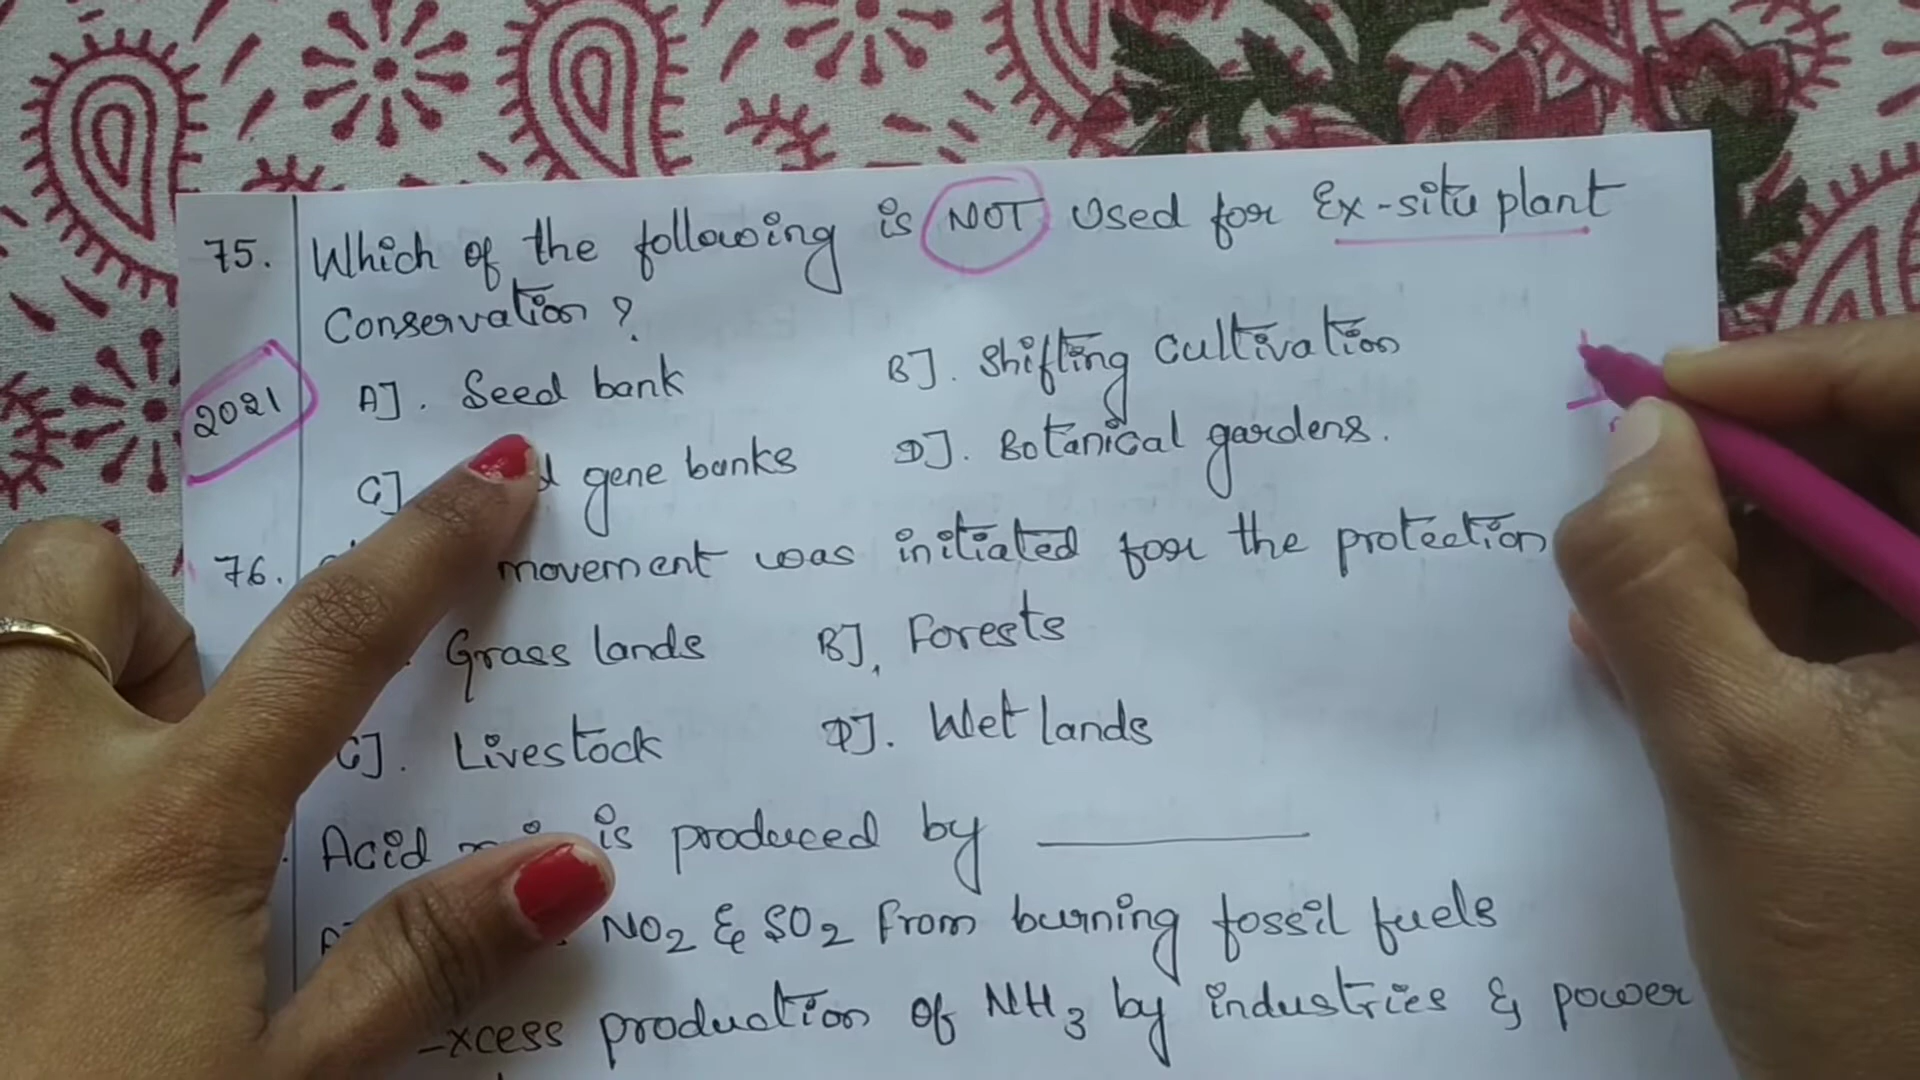 75. Which of the following is NOT Used for Ex-situ plant
Conservation ?
2021
A]. Seed bank B]. Shifting cultivation
C] gene banks D]. Botanical gardens.
76. movement was initiated for the protection
Grass lands B]. Forests
C]. Livestock D]. Wet lands
Acid is produced by
NO2 & SO2 from burning fossil fuels
production of NH3 by industries & power